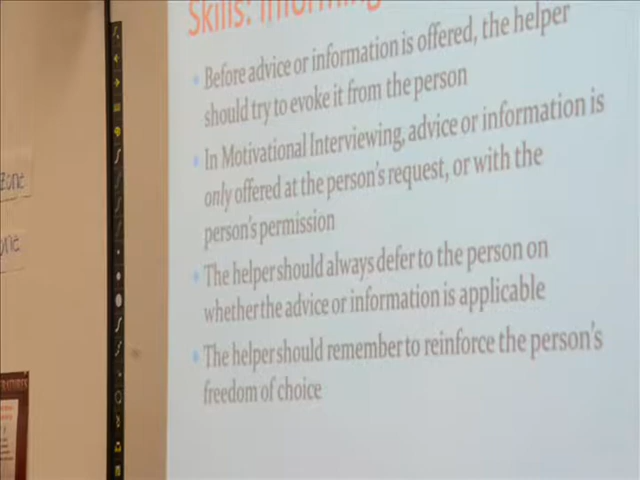 Skills: Informing
Before advice or information is offered, the helper
should try to evoke it from the person
In Motivational Interviewing, advice or information is
only offered at the person's request, or with the
person's permission
The helper should always defer to the person on
whether the advice or information is applicable
The helper should remember to reinforce the person's
freedom of choice
zone